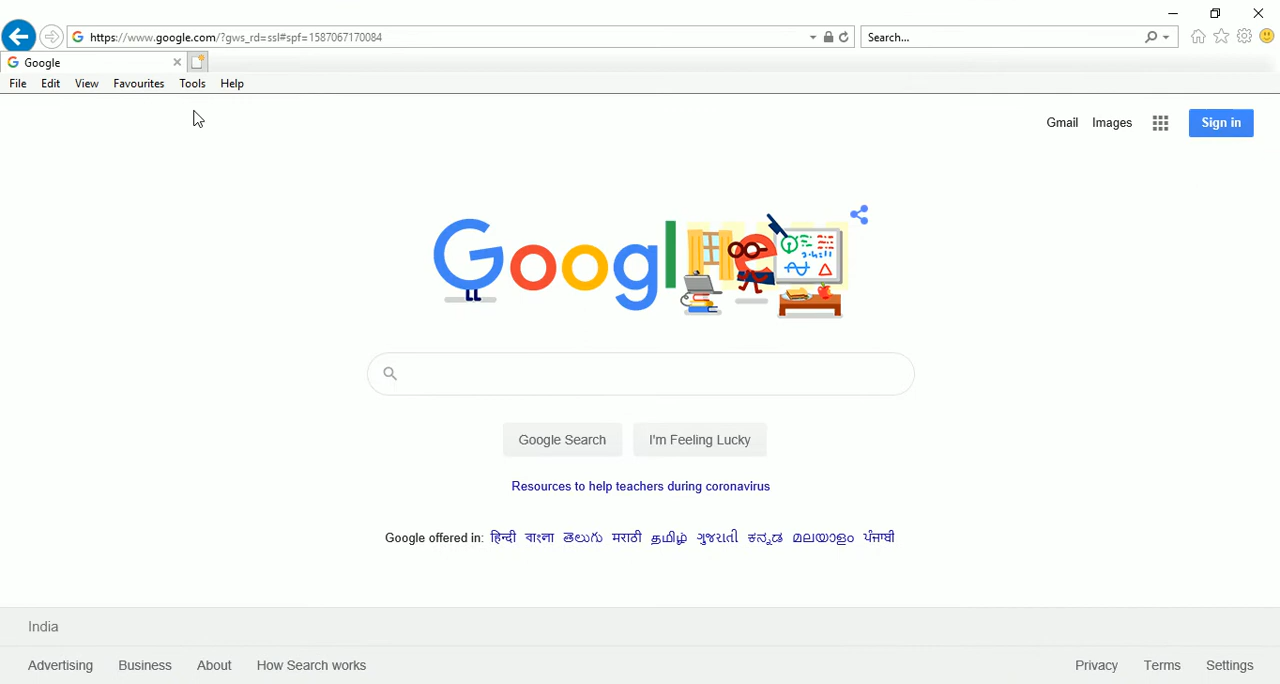 https://www.google.com/?gws_rd=ssl#spf=1587067170084
Search...
Google
File Edit View Favourites Tools Help
Gmail Images Sign in
Google
Google Search I'm Feeling Lucky
Resources to help teachers during coronavirus
Google offered in: हिन्दी বাংলা తెలుగు मराठी தமிழ் ગુજરાતી ಕನ್ನಡ മലയാളം ਪੰਜਾਬੀ
India
Advertising Business About How Search works Privacy Terms Settings